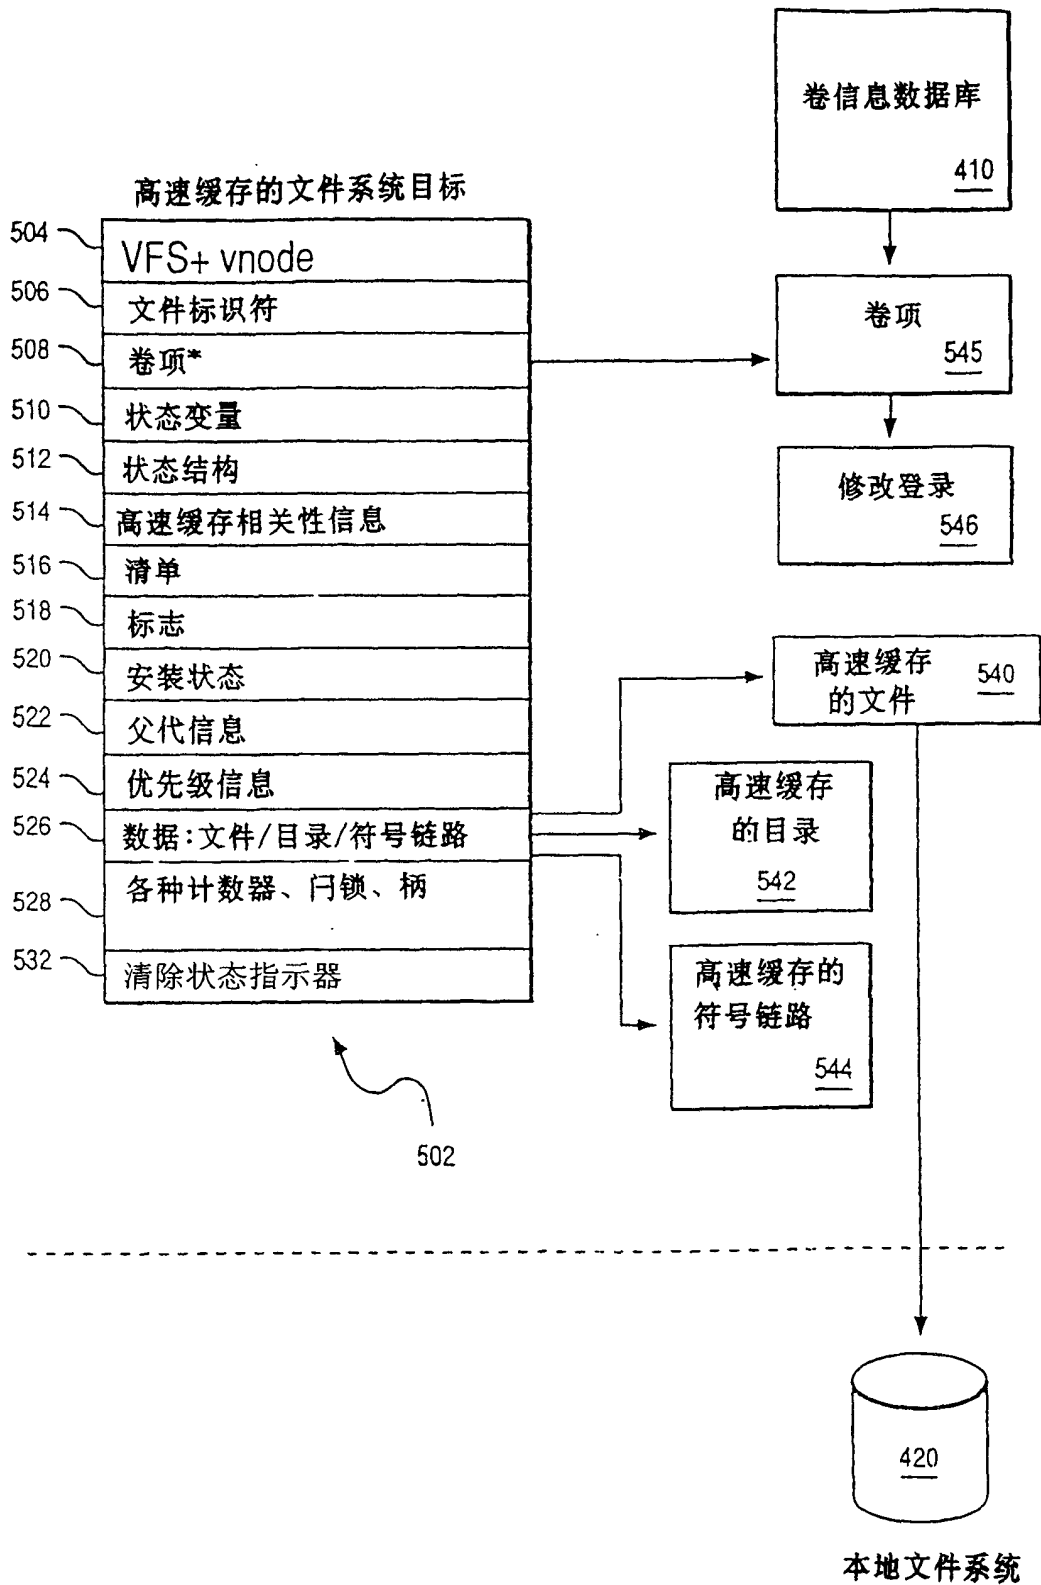 卷信息数据库
410
高速缓存的文件系统目标
504
VFS+ vnode
506
文件标识符
508
卷项*
卷项
545
510
状态变量
512
状态结构
修改登录
546
514
高速缓存相关性信息
516
清单
518
标志
520
安装状态
高速缓存
的文件
540
522
父代信息
524
优先级信息
高速缓存
的目录
542
526
数据:文件/目录/符号链路
528
各种计数器、闩锁、柄
532
清除状态指示器
高速缓存的
符号链路
544
502
420
本地文件系统